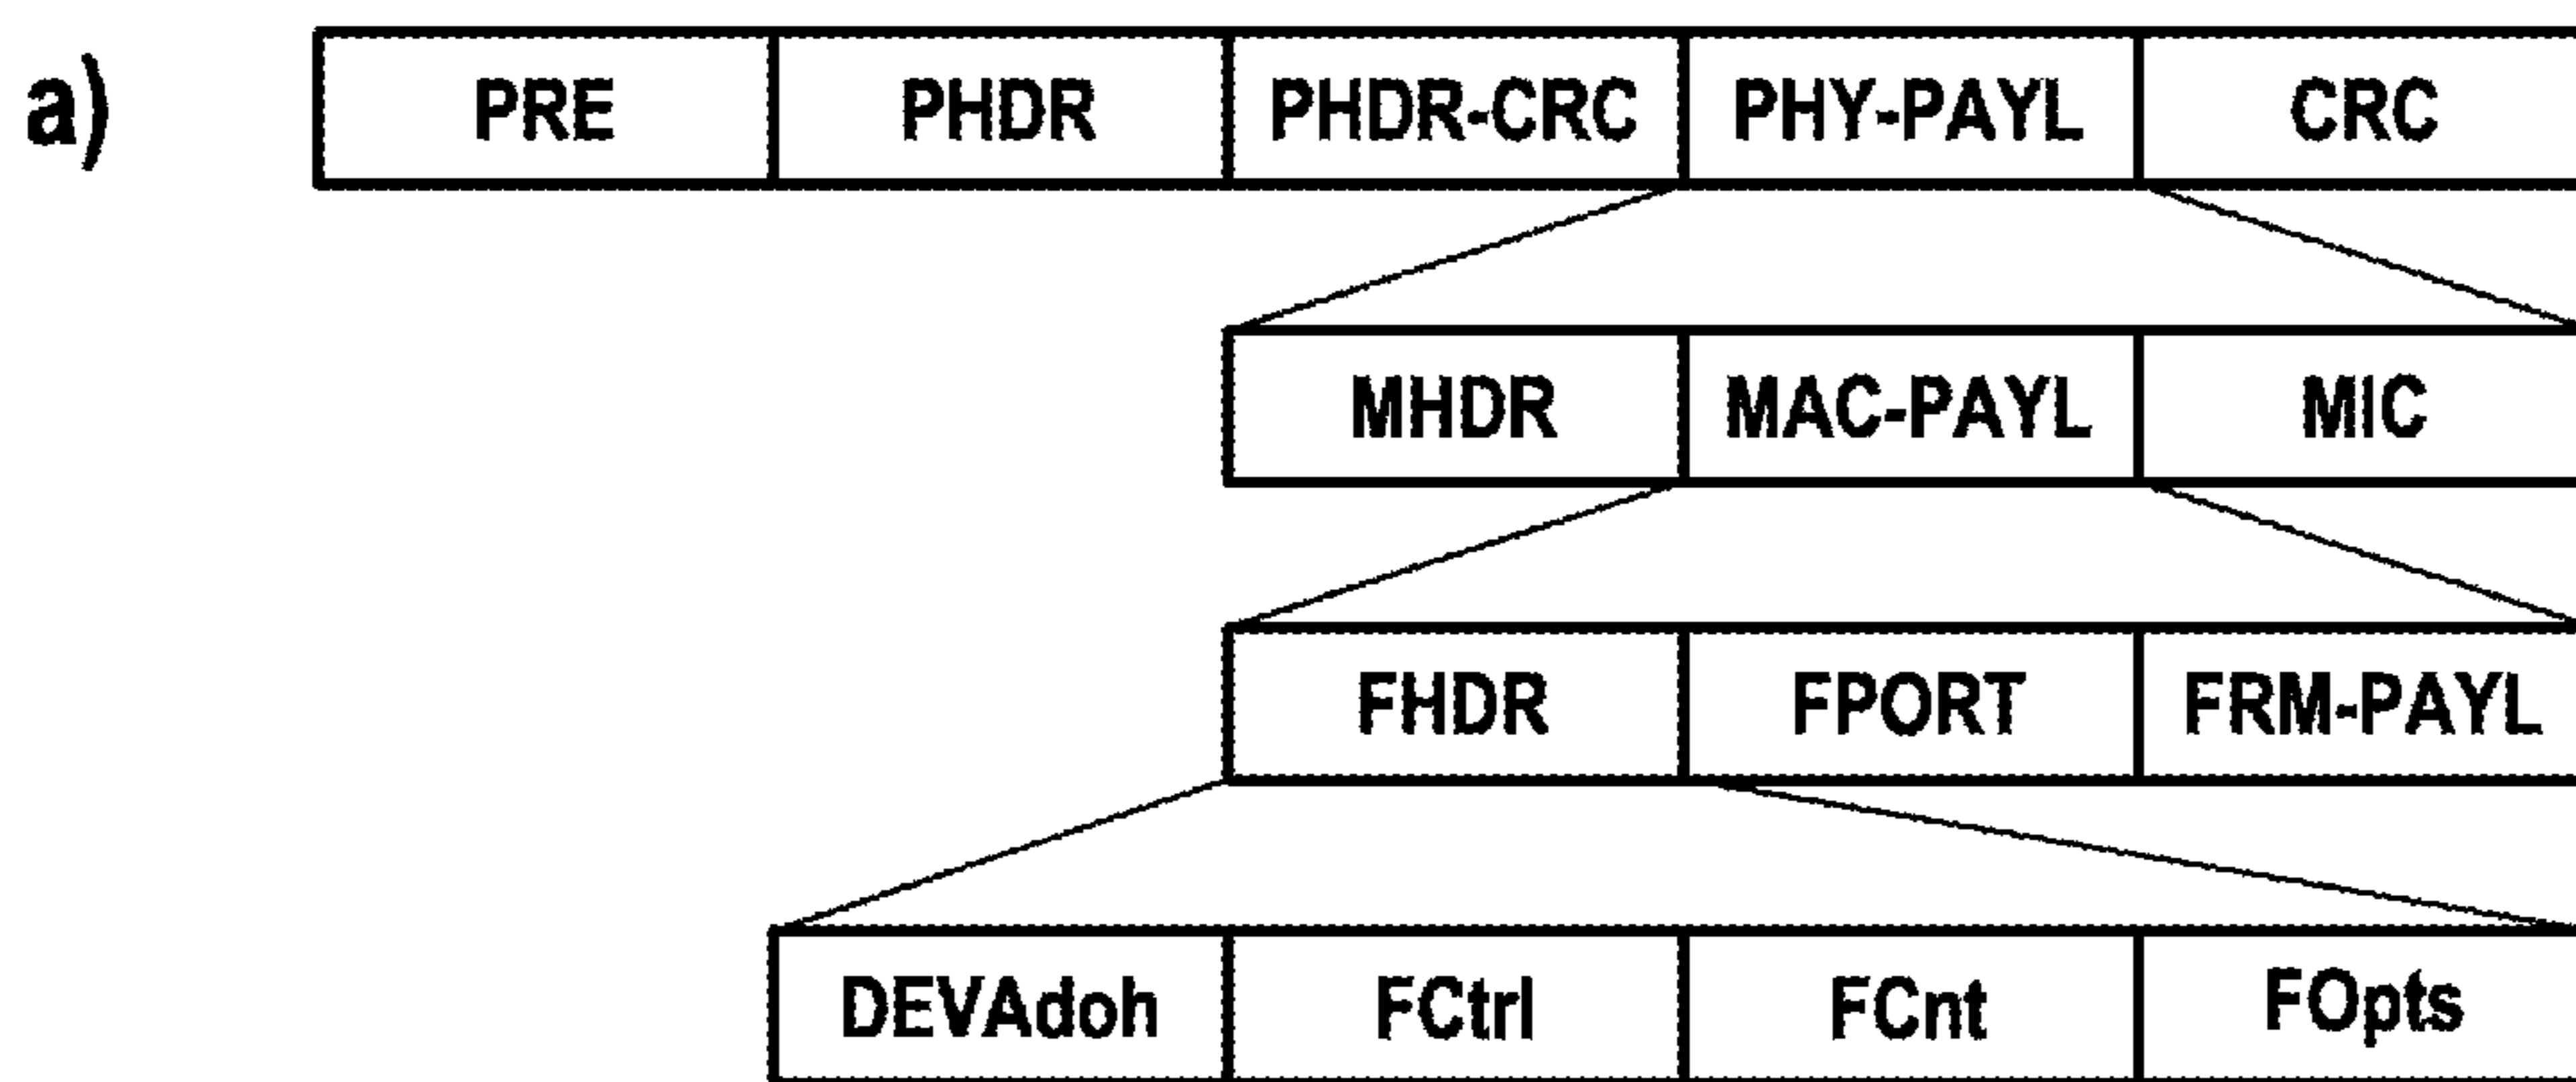 a) PRE PHDR PHDR-CRC PHY-PAYL CRC
MHDR MAC-PAYL MIC
FHDR FPORT FRM-PAYL
DEVAdoh FCtrl FCnt FOpts